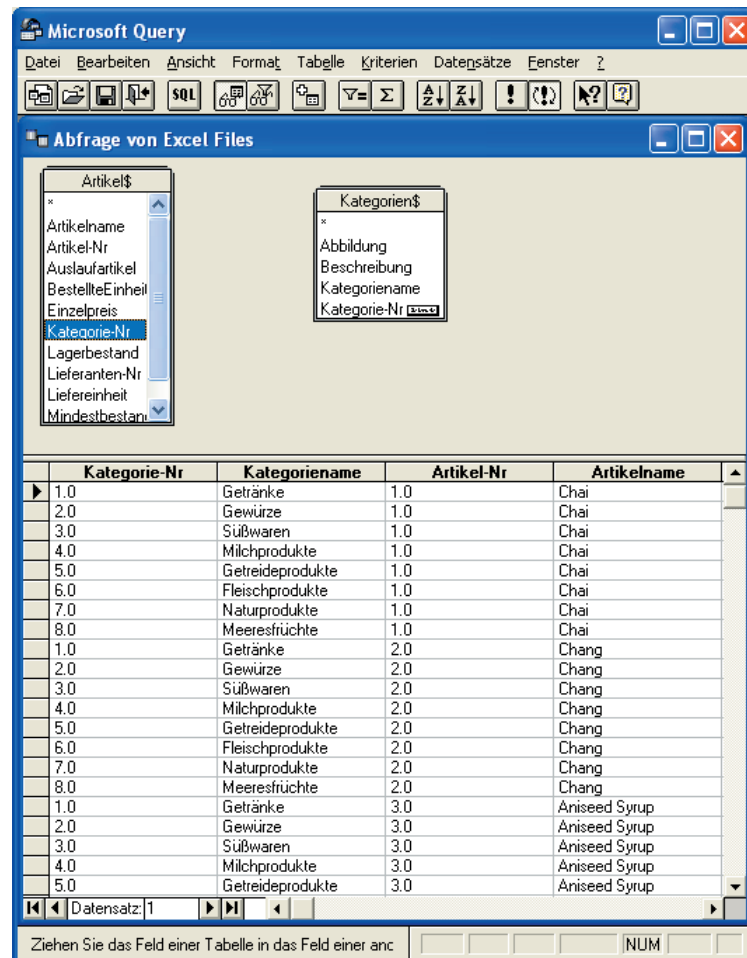 Microsoft Query
Datei Bearbeiten Ansicht Format Tabelle Kriterien Datensätze Fenster ?
SQL
Abfrage von Excel Files
Artikel$
*
Artikelname
Artikel-Nr
Auslaufartikel
BestellteEinheit
Einzelpreis
Kategorie-Nr
Lagerbestand
Lieferanten-Nr
Liefereinheit
Mindestbestan
Kategorien$
*
Abbildung
Beschreibung
Kategoriename
Kategorie-Nr
Kategorie-Nr Kategoriename Artikel-Nr Artikelname
1.0 Getränke 1.0 Chai
2.0 Gewürze 1.0 Chai
3.0 Süßwaren 1.0 Chai
4.0 Milchprodukte 1.0 Chai
5.0 Getreideprodukte 1.0 Chai
6.0 Fleischprodukte 1.0 Chai
7.0 Naturprodukte 1.0 Chai
8.0 Meeresfrüchte 1.0 Chai
1.0 Getränke 2.0 Chang
2.0 Gewürze 2.0 Chang
3.0 Süßwaren 2.0 Chang
4.0 Milchprodukte 2.0 Chang
5.0 Getreideprodukte 2.0 Chang
6.0 Fleischprodukte 2.0 Chang
7.0 Naturprodukte 2.0 Chang
8.0 Meeresfrüchte 2.0 Chang
1.0 Getränke 3.0 Aniseed Syrup
2.0 Gewürze 3.0 Aniseed Syrup
3.0 Süßwaren 3.0 Aniseed Syrup
4.0 Milchprodukte 3.0 Aniseed Syrup
5.0 Getreideprodukte 3.0 Aniseed Syrup
Datensatz: 1
Ziehen Sie das Feld einer Tabelle in das Feld einer anc NUM